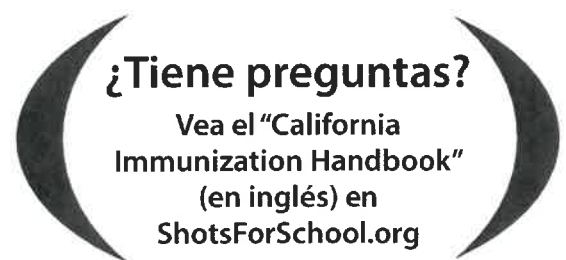 ¿Tiene preguntas?
Vea el “California
Immunization Handbook”
(en inglés) en
ShotsForSchool.org